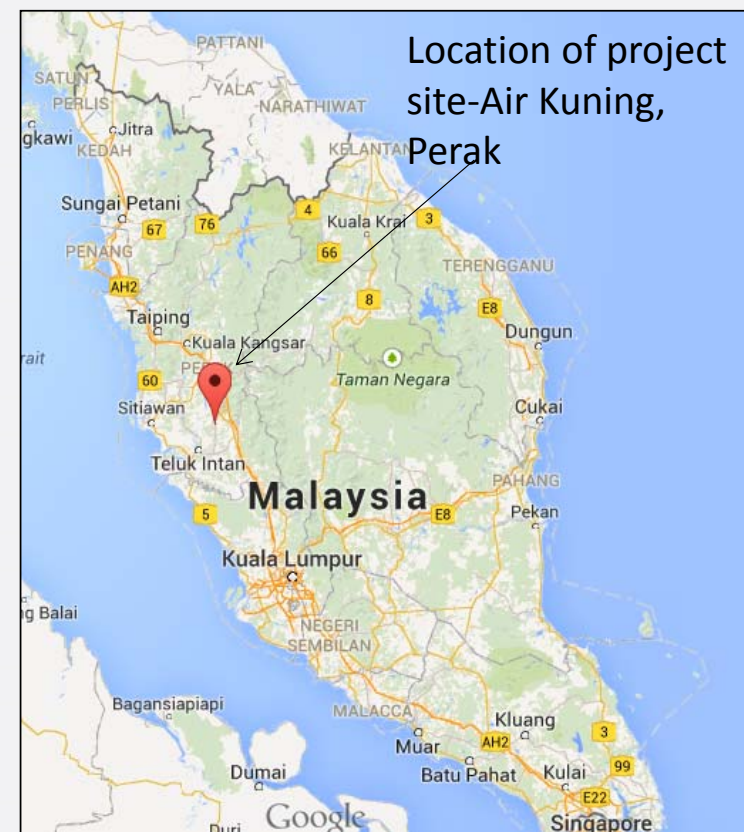 PATTANI
Location of project
site-Air Kuning,
Perak
SATUN
YALA
PERLIS
NARATHIWAT
gkawi
Jitra
KEDAH
KELANTAN
Sungai Petani
67
76
4
Kuala Krai
3
PENANG
66
TERENGGANU
AH2
8
E8
Taiping
Dungun
Kuala Kangsar
rait
PERAK
60
Taman Negara
Sitiawan
Cukai
Teluk Intan
PAHANG
Malaysia
5
E8
Pekan
Kuala Lumpur
g Balai
NEGERI
SEMBILAN
Bagansiapiapi
MALACCA
Kluang
3
Muar
AH2
99
Dumai
Batu Pahat
Kulai
E22
Google
Duri
Singapore